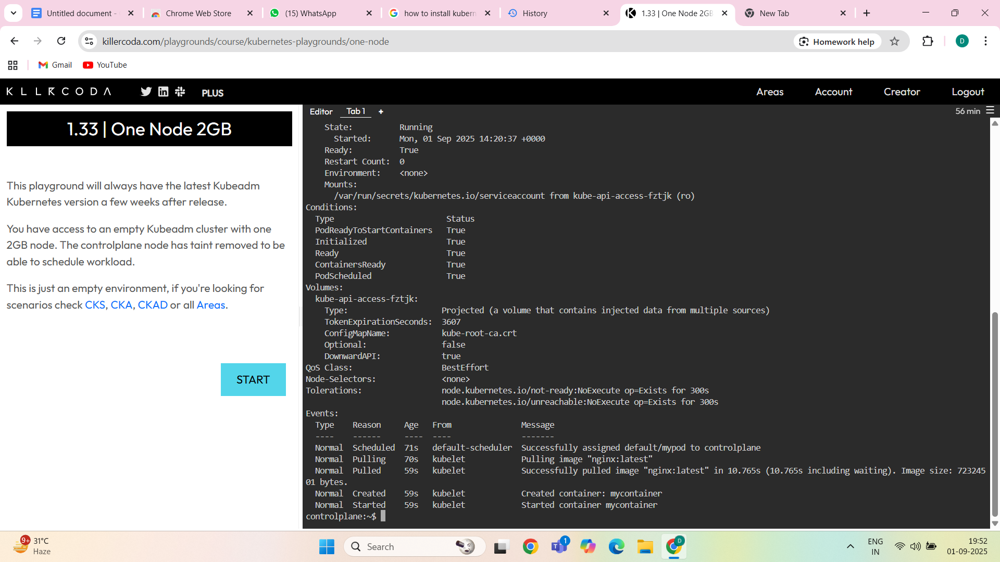 Untitled document -
Chrome Web Store
(15) WhatsApp
how to install kubern
History
1.33 | One Node 2GB
New Tab
killercoda.com/playgrounds/course/kubernetes-playgrounds/one-node
Homework help
D
Gmail
YouTube
KLLRCODA
PLUS
Areas
Account
Creator
Logout
1.33 | One Node 2GB
This playground will always have the latest Kubeadm
Kubernetes version a few weeks after release.
You have access to an empty Kubeadm cluster with one
2GB node. The controlplane node has taint removed to be
able to schedule workload.
This is just an empty environment, if you're looking for
scenarios check CKS, CKA, CKAD or all Areas.
START
Editor Tab 1 +
56 min
State: Running
Started: Mon, 01 Sep 2025 14:20:37 +0000
Ready: True
Restart Count: 0
Environment: <none>
Mounts:
/var/run/secrets/kubernetes.io/serviceaccount from kube-api-access-fztjk (ro)
Conditions:
Type Status
PodReadyToStartContainers True
Initialized True
Ready True
ContainersReady True
PodScheduled True
Volumes:
kube-api-access-fztjk:
Type: Projected (a volume that contains injected data from multiple sources)
TokenExpirationSeconds: 3607
ConfigMapName: kube-root-ca.crt
Optional: false
DownwardAPI: true
QoS Class: BestEffort
Node-Selectors: <none>
Tolerations: node.kubernetes.io/not-ready:NoExecute op=Exists for 300s
node.kubernetes.io/unreachable:NoExecute op=Exists for 300s
Events:
Type Reason Age From Message
---- ------ ---- ---- -------
Normal Scheduled 71s default-scheduler Successfully assigned default/mypod to controlplane
Normal Pulling 70s kubelet Pulling image "nginx:latest"
Normal Pulled 59s kubelet Successfully pulled image "nginx:latest" in 10.765s (10.765s including waiting). Image size: 723245
01 bytes.
Normal Created 59s kubelet Created container: mycontainer
Normal Started 59s kubelet Started container mycontainer
controlplane:~$
9+
31°C
Haze
Search
1
D
ENG
IN
19:52
01-09-2025